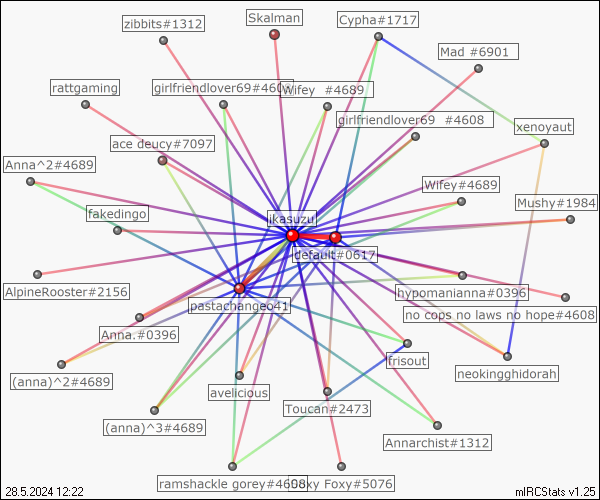 Skalman
zibbits#1312
Cypha#1717
Mad #6901
rattgaming
girlfriendlover69#460
Wifey #4689
girlfriendlover69 #4608
xenoyaut
ace deucy#7097
Anna^2#4689
Wifey#4689
Mushy#1984
fakedingo
ikasuzu
default#0617
AlpineRooster#2156
hypomanianna#0396
pastachangeo41
no cops no laws no hope#4608
Anna.#0396
frisout
neokingghidorah
(anna)^2#4689
avelicious
Toucan#2473
(anna)^3#4689
Annarchist#1312
ramshackle gorey#4608
Foxy#5076
28.5.2024 12:22
mIRCStats v1.25